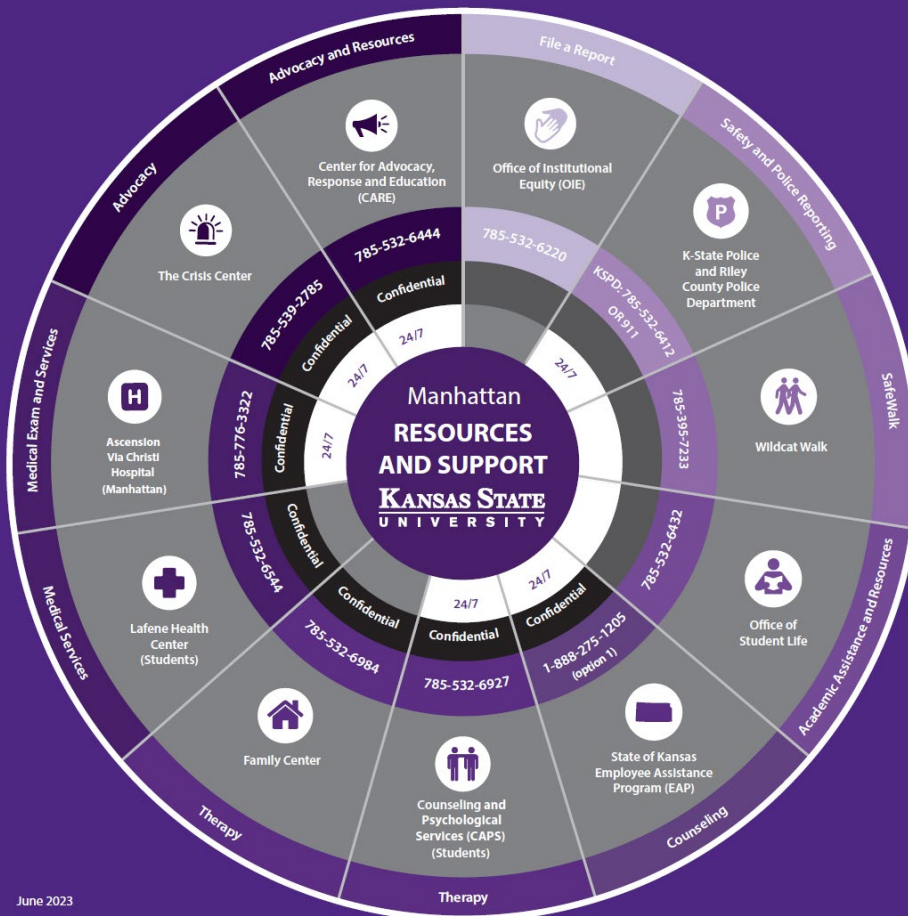 Manhattan
RESOURCES
AND SUPPORT
KANSAS STATE
UNIVERSITY
File a Report
Office of Institutional
Equity (OIE)
785-532-6220
Safety and Police Reporting
K-State Police
and Riley
County Police
Department
KSPD: 785-532-6412
OR 911
24/7
SafeWalk
Wildcat Walk
785-395-7233
Academic Assistance and Resources
Office of
Student Life
785-532-6432
Counseling
State of Kansas
Employee Assistance
Program (EAP)
1-888-275-1205
(option 1)
Confidential
24/7
Therapy
Counseling and
Psychological
Services (CAPS)
(Students)
785-532-6927
Confidential
24/7
Therapy
Family Center
785-532-6984
Confidential
Medical Services
Lafene Health
Center
(Students)
785-532-6544
Confidential
Medical Exam and Services
H
Ascension
Via Christi
Hospital
(Manhattan)
785-776-3322
Confidential
24/7
Advocacy
The Crisis Center
785-539-2785
Confidential
24/7
Advocacy and Resources
Center for Advocacy,
Response and Education
(CARE)
785-532-6444
Confidential
24/7
P
June 2023